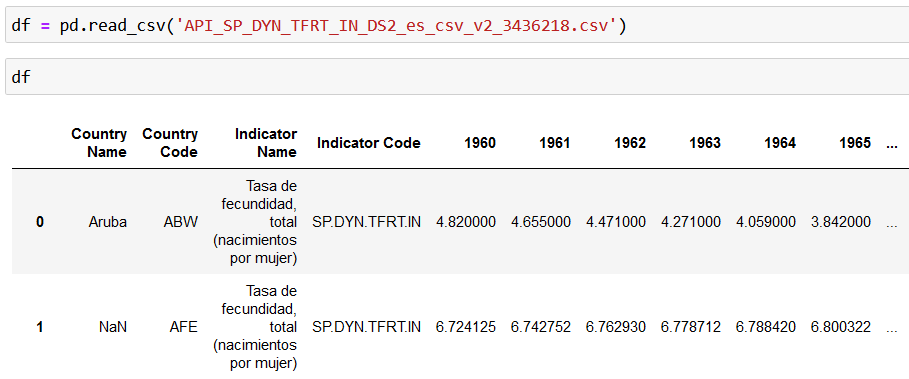 df = pd.read_csv('API_SP_DYN_TFRT_IN_DS2_es_csv_v2_3436218.csv')
df
Country Name Country Code Indicator Name Indicator Code 1960 1961 1962 1963 1964 1965 ...
0 Aruba ABW Tasa de fecundidad, total (nacimientos por mujer) SP.DYN.TFRT.IN 4.820000 4.655000 4.471000 4.271000 4.059000 3.842000 ...
1 NaN AFE Tasa de fecundidad, total (nacimientos por mujer) SP.DYN.TFRT.IN 6.724125 6.742752 6.762930 6.778712 6.788420 6.800322 ...